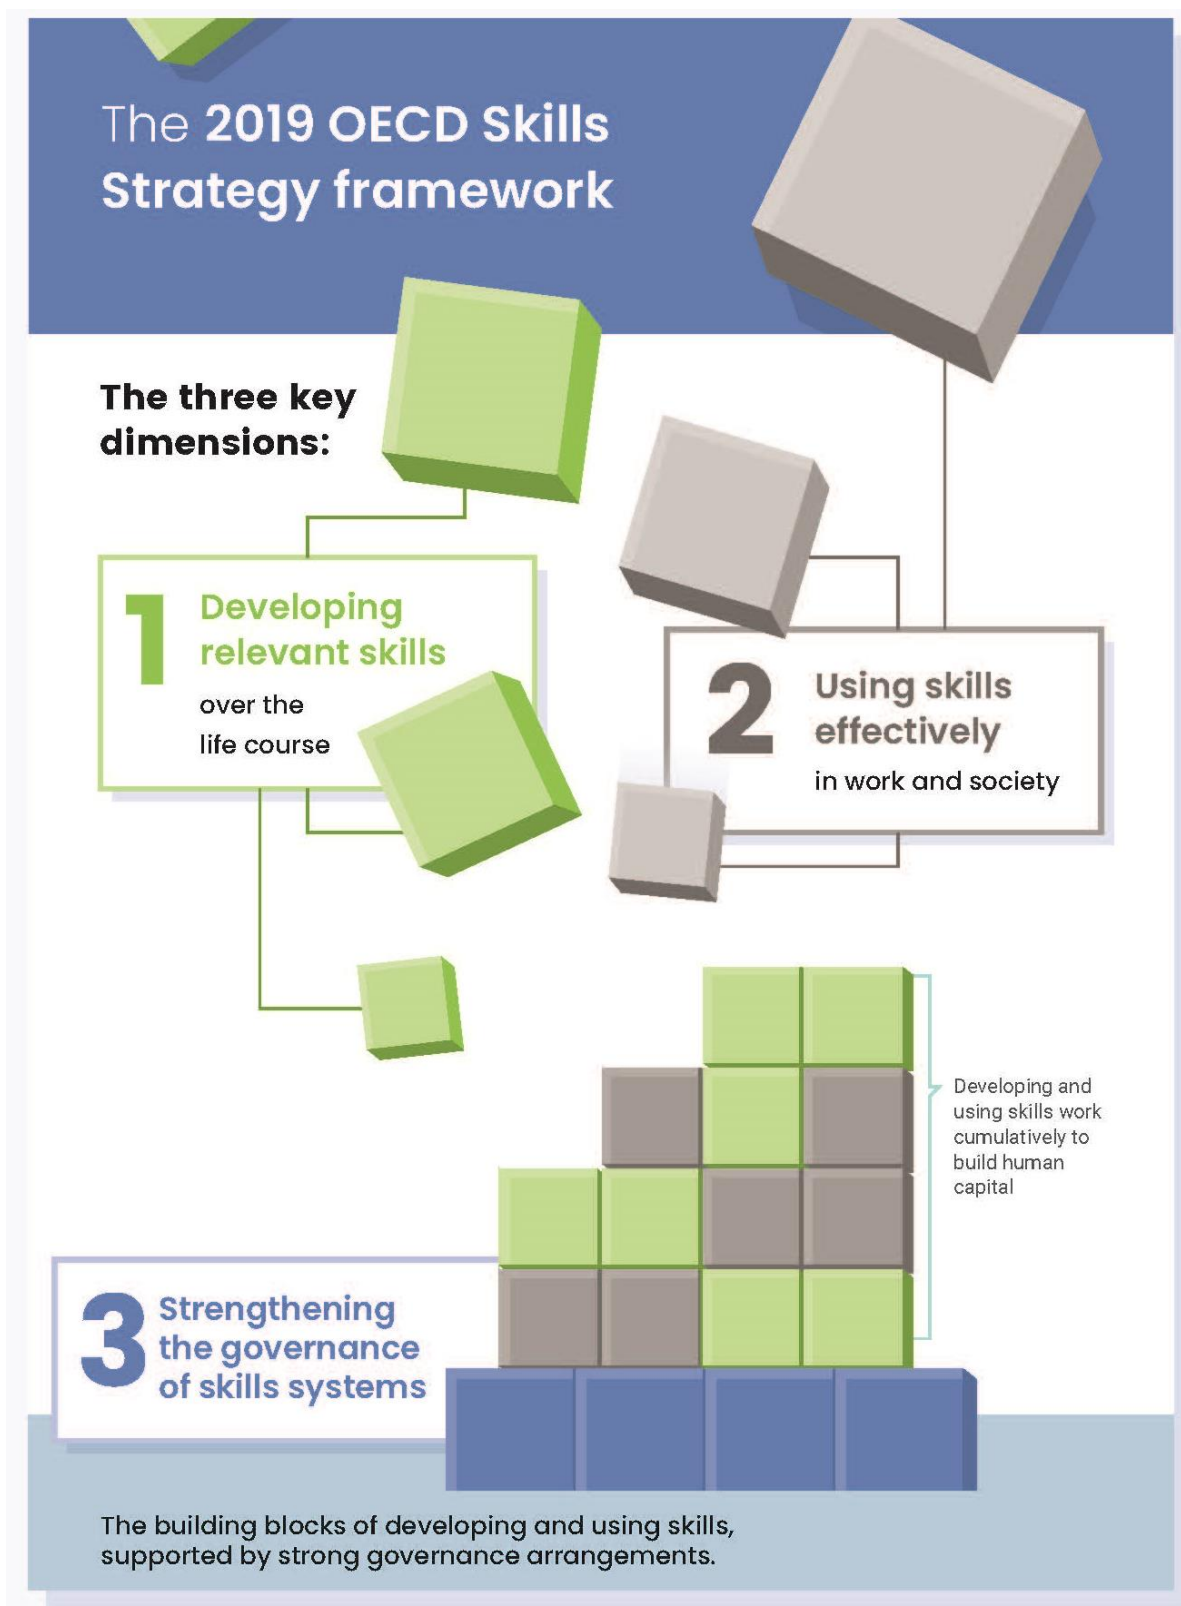 The 2019 OECD Skills
Strategy framework
The three key
dimensions:
1
Developing
relevant skills
over the
life course
2
Using skills
effectively
in work and society
Developing and
using skills work
cumulatively to
build human
capital
3
Strengthening
the governance
of skills systems
The building blocks of developing and using skills,
supported by strong governance arrangements.